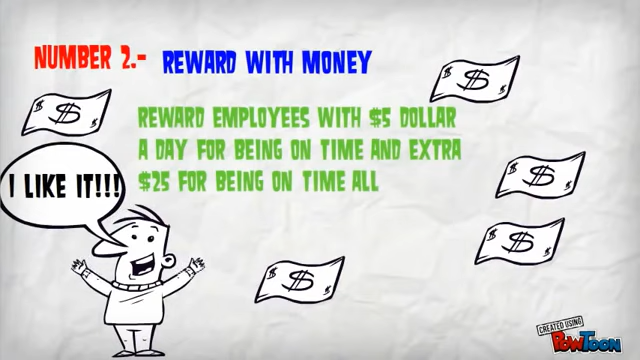 NUMBER 2.- REWARD WITH MONEY
REWARD EMPLOYEES WITH $5 DOLLAR
A DAY FOR BEING ON TIME AND EXTRA
$25 FOR BEING ON TIME ALL
I LIKE IT!!!
$
$
$
$
$
CREATED USING
POWTOON